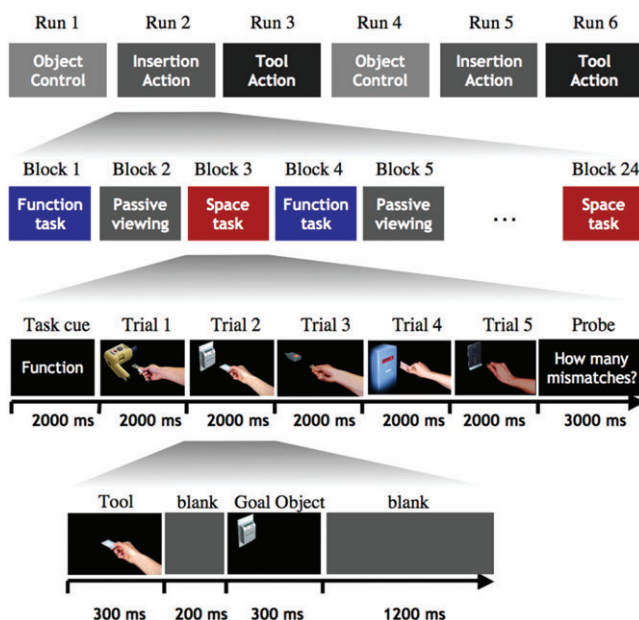 Run 1 Run 2 Run 3 Run 4 Run 5 Run 6
Object Control Insertion Action Tool Action Object Control Insertion Action Tool Action
Block 1 Block 2 Block 3 Block 4 Block 5 Block 24
Function task Passive viewing Space task Function task Passive viewing ... Space task
Task cue Trial 1 Trial 2 Trial 3 Trial 4 Trial 5 Probe
Function How many mismatches?
2000 ms 2000 ms 2000 ms 2000 ms 2000 ms 2000 ms 3000 ms
Tool blank Goal Object blank
300 ms 200 ms 300 ms 1200 ms